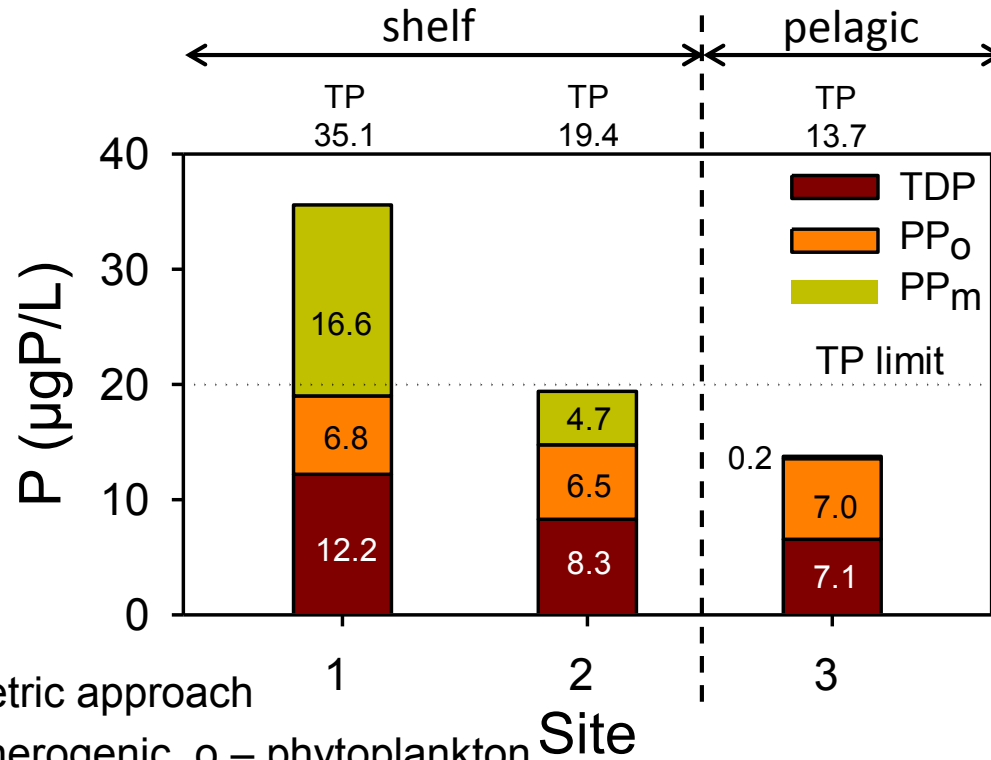 shelf
pelagic
TP
35.1
TP
19.4
TP
13.7
40
30
20
10
0
P (µgP/L)
TDP
PPo
PPm
TP limit
16.6
6.8
12.2
4.7
6.5
8.3
0.2
7.0
7.1
1
2
3
Site
etric approach
o – phytoplankton